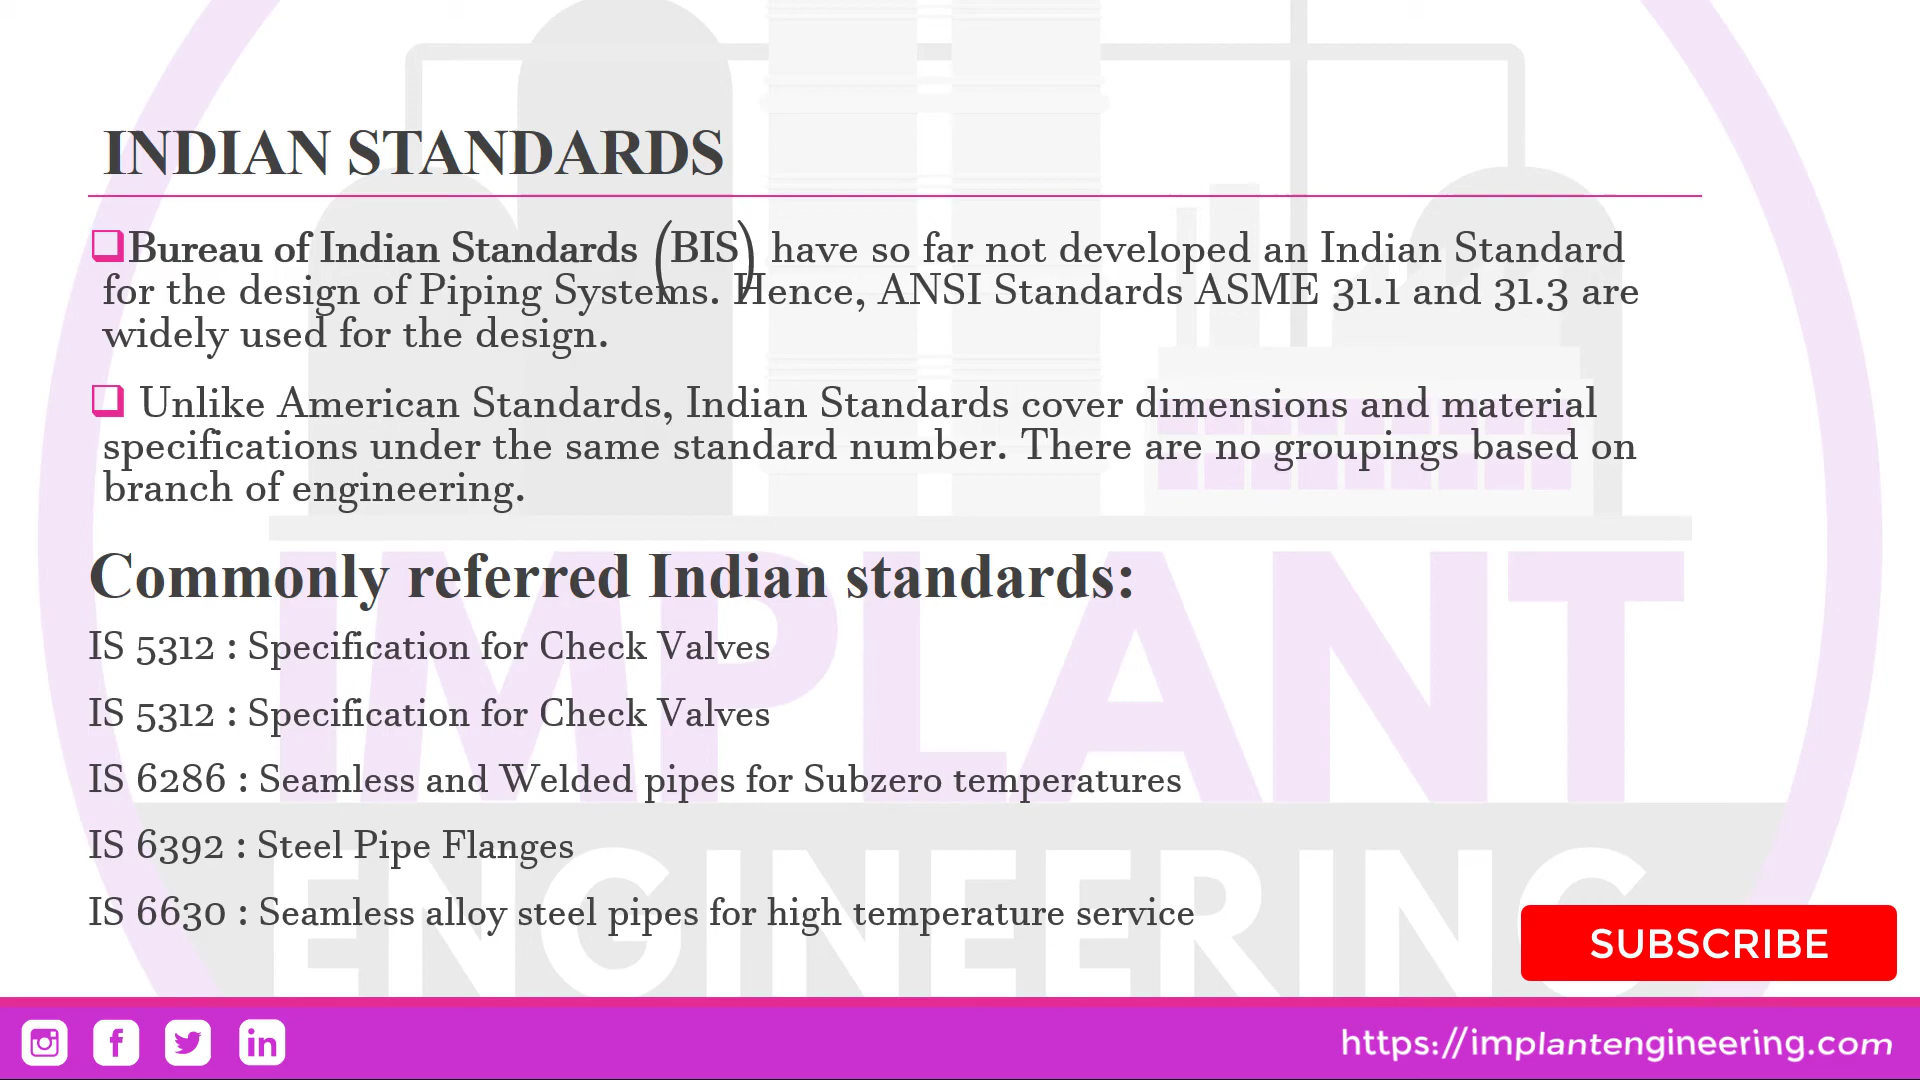 INDIAN STANDARDS
Bureau of Indian Standards (BIS) have so far not developed an Indian Standard
for the design of Piping Systems. Hence, ANSI Standards ASME 31.1 and 31.3 are
widely used for the design.
Unlike American Standards, Indian Standards cover dimensions and material
specifications under the same standard number. There are no groupings based on
branch of engineering.
Commonly referred Indian standards:
IS 5312 : Specification for Check Valves
IS 5312 : Specification for Check Valves
IS 6286 : Seamless and Welded pipes for Subzero temperatures
IS 6392 : Steel Pipe Flanges
IS 6630 : Seamless alloy steel pipes for high temperature service
IMPLANT
ENGINEERING
SUBSCRIBE
https://implantengineering.com